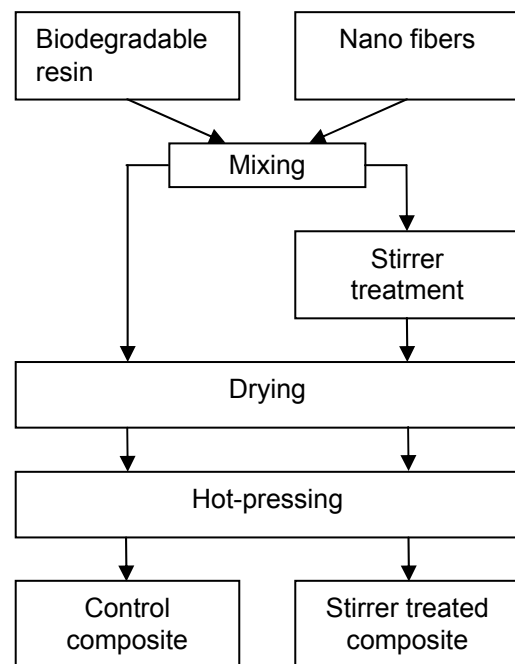 Biodegradable
resin
Nano fibers
Mixing
Stirrer
treatment
Drying
Hot-pressing
Control
composite
Stirrer treated
composite